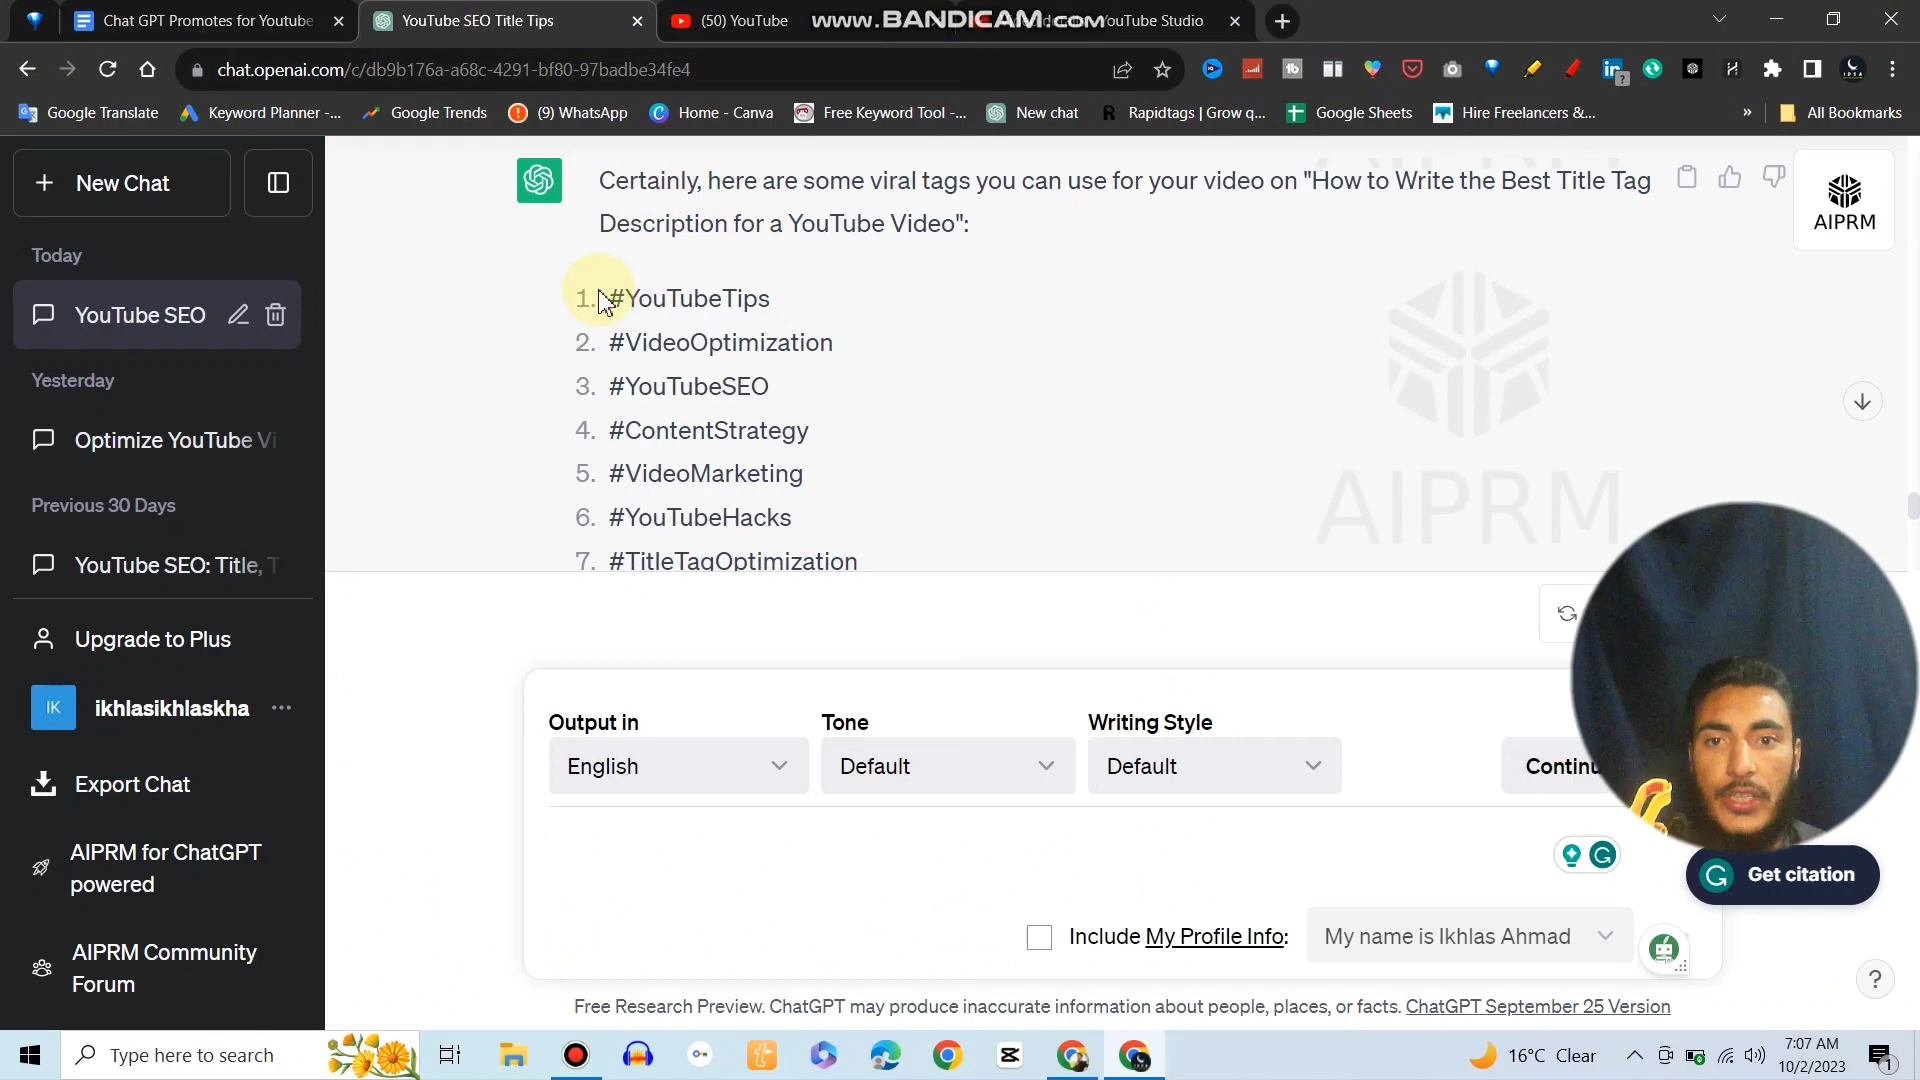 Chat GPT Promotes for Youtube
YouTube SEO Title Tips
(50) YouTube
www.BANDICAM.com
YouTube Studio
chat.openai.com/c/db9b176a-a68c-4291-bf80-97badbe34fe4
Google Translate
Keyword Planner -...
Google Trends
(9) WhatsApp
Home - Canva
Free Keyword Tool -...
New chat
Rapidtags | Grow q...
Google Sheets
Hire Freelancers &...
»
All Bookmarks
New Chat
Today
YouTube SEO
Yesterday
Optimize YouTube Vi
Previous 30 Days
YouTube SEO: Title, T
Upgrade to Plus
IK
ikhlasikhlaskha
Export Chat
AIPRM for ChatGPT
powered
AIPRM Community
Forum
Certainly, here are some viral tags you can use for your video on "How to Write the Best Title Tag
Description for a YouTube Video":
1. #YouTubeTips
2. #VideoOptimization
3. #YouTubeSEO
4. #ContentStrategy
5. #VideoMarketing
6. #YouTubeHacks
7. #TitleTagOptimization
AIPRM
AIPRM
Output in
Tone
Writing Style
English
Default
Default
Continu
Get citation
Include My Profile Info:
My name is Ikhlas Ahmad
?
Free Research Preview. ChatGPT may produce inaccurate information about people, places, or facts. ChatGPT September 25 Version
Type here to search
16°C Clear
7:07 AM
10/2/2023
1